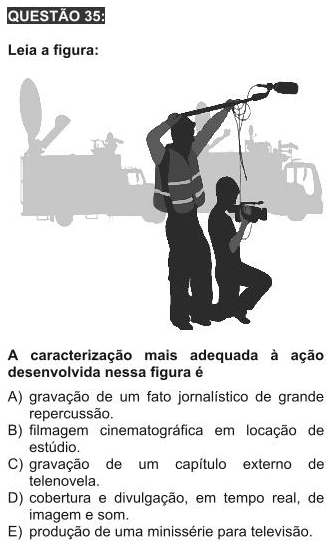 QUESTÃO 35:
Leia a figura:
A caracterização mais adequada à ação
desenvolvida nessa figura é
A) gravação de um fato jornalístico de grande
repercussão.
B) filmagem cinematográfica em locação de
estúdio.
C) gravação de um capítulo externo de
telenovela.
D) cobertura e divulgação, em tempo real, de
imagem e som.
E) produção de uma minissérie para televisão.